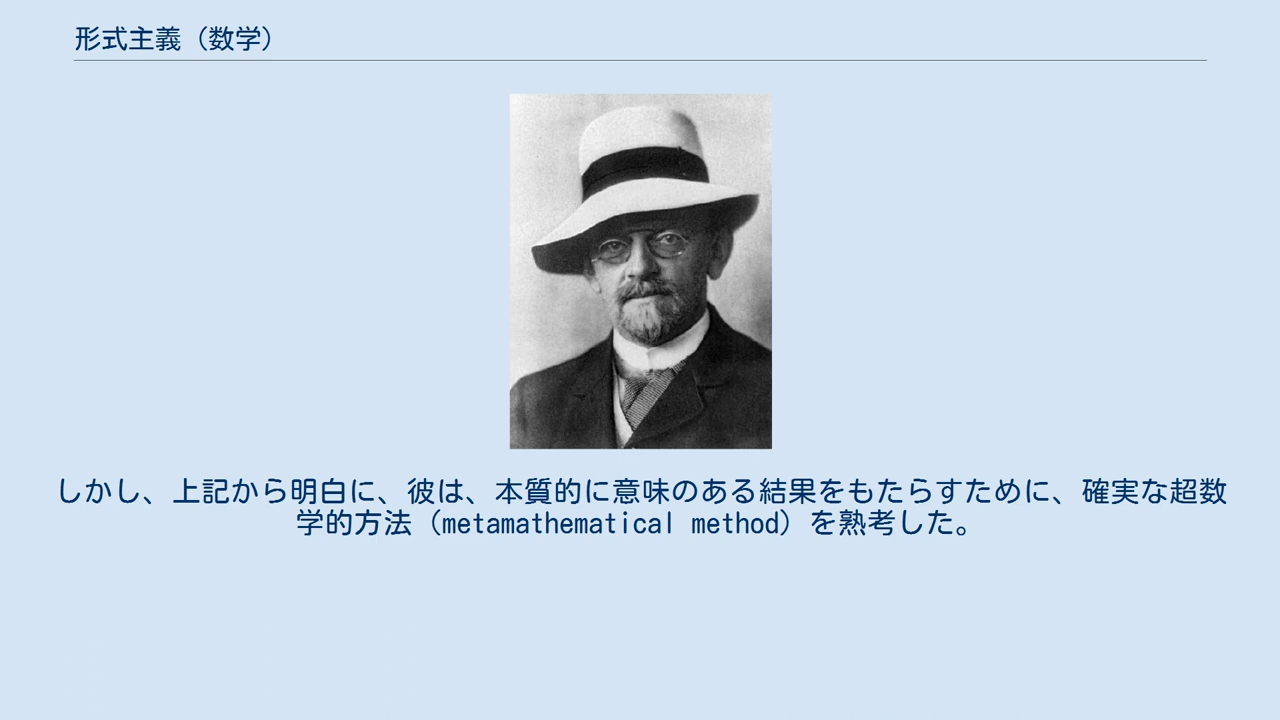 形式主義（数学）
しかし、上記から明白に、彼は、本質的に意味のある結果をもたらすために、確実な超数
学的方法（metamathematical method）を熟考した。